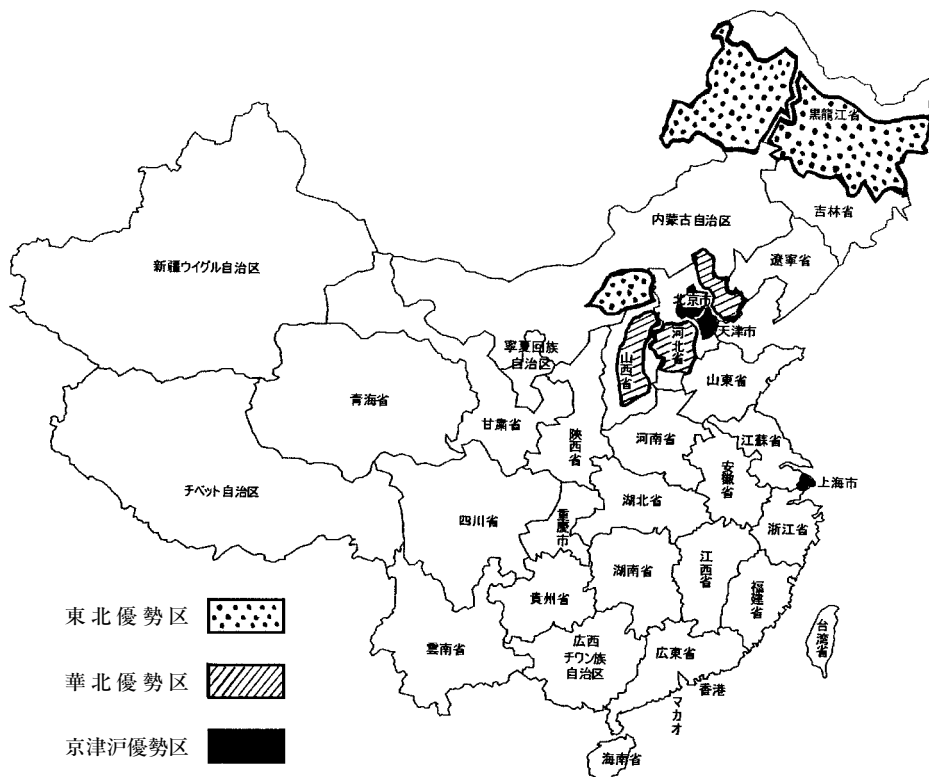 黒龍江省
吉林省
内蒙古自治区
遼寧省
新疆ウイグル自治区
北京市
天津市
河北省
山西省
寧夏回族
自治区
山東省
青海省
甘粛省
陝西省
河南省
江蘇省
チベット自治区
安徽省
上海市
四川省
重慶市
湖北省
浙江省
湖南省
江西省
貴州省
福建省
雲南省
広西
チワン族
自治区
広東省
台湾省
香港
マカオ
海南省
東北優勢区
華北優勢区
京津沪優勢区